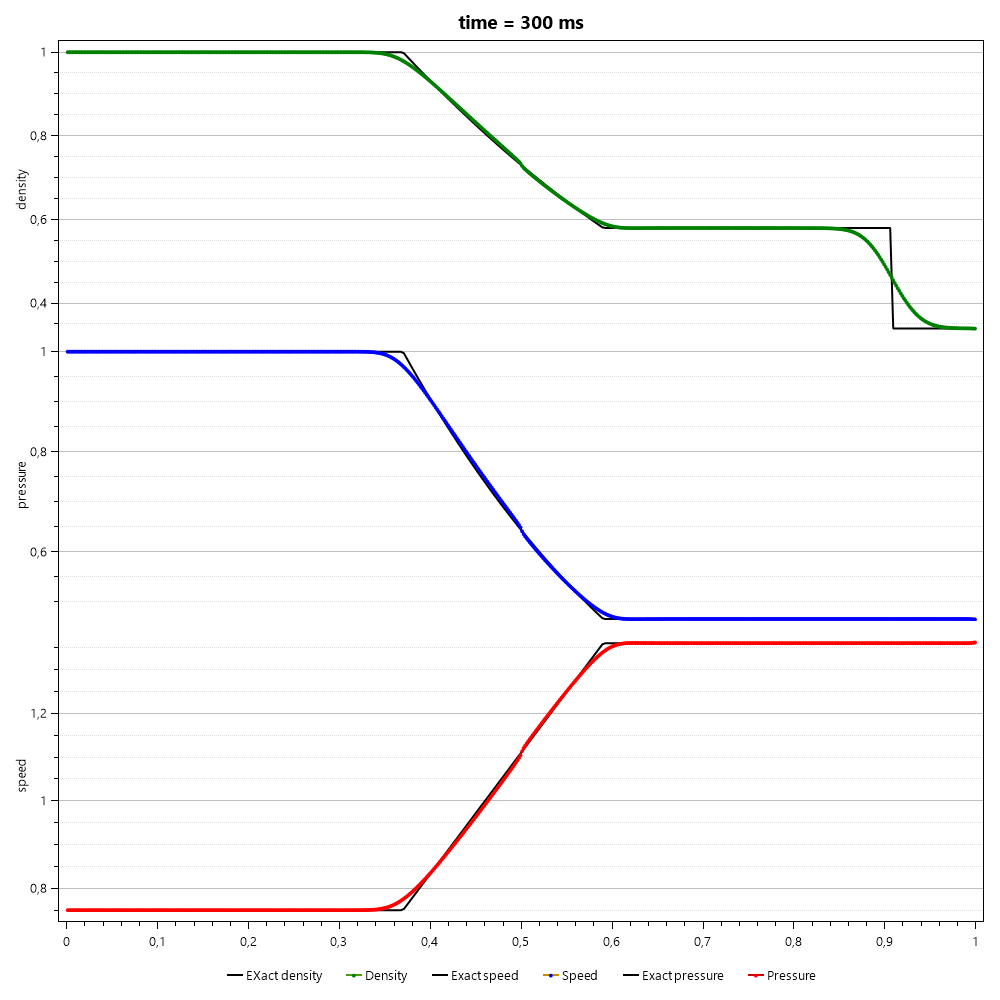 time = 300 ms
1
0,8
0,6
0,4
density
1
0,8
0,6
pressure
1,2
1
0,8
speed
0 0,1 0,2 0,3 0,4 0,5 0,6 0,7 0,8 0,9 1
EXact density Density Exact speed Speed Exact pressure Pressure